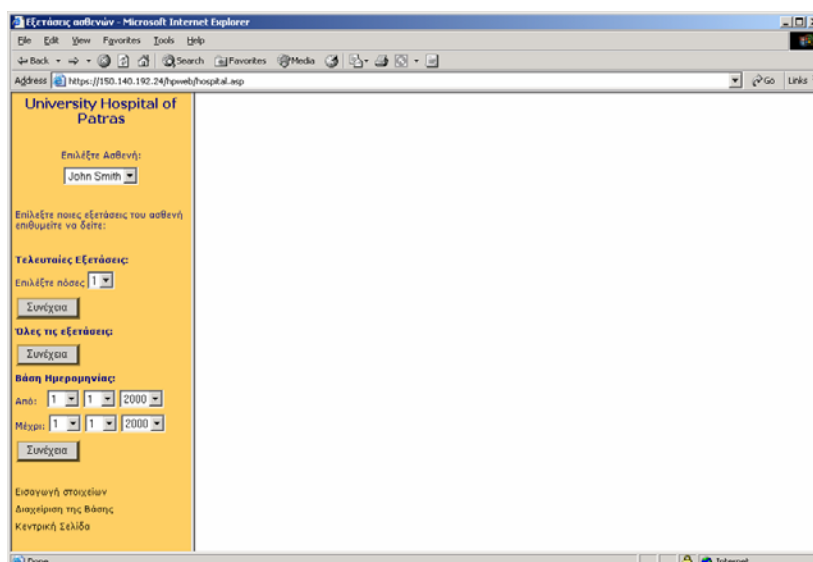 Εξετάσεις ασθενών - Microsoft Internet Explorer
File Edit View Favorites Tools Help
Back Search Favorites Media
Address https://150.140.192.24/hpweb/hospital.asp Go Links
University Hospital of
Patras
Επιλέξτε Ασθενή:
John Smith
Επίλεξτε ποιες εξετάσεις του ασθενή
επιθυμείτε να δείτε:
Τελευταίες Εξετάσεις:
Επιλέξτε πόσες 1
Συνέχεια
Όλες τις εξετάσεις:
Συνέχεια
Βάση Ημερομηνίας:
Από: 1 1 2000
Μέχρι: 1 1 2000
Συνέχεια
Εισαγωγή στοιχείων
Διαχείριση της Βάσης
Κεντρική Σελίδα
Done Internet